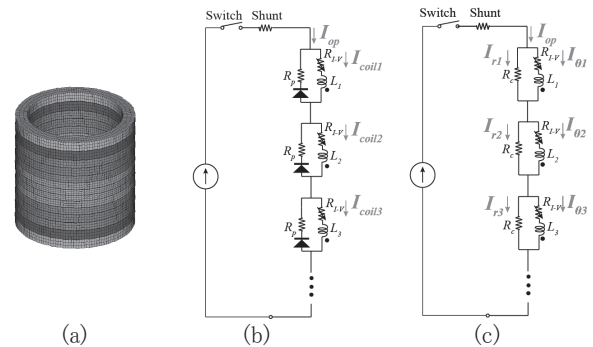 Switch Shunt
I_op
R_I-V I_coil1
R_p
L_1
I_coil2
R_I-V
R_p
L_2
I_coil3
R_I-V
R_p
L_3
Switch Shunt
I_op
I_r1 R_I-V I_θ1
R_c
L_1
I_r2 R_I-V I_θ2
R_c
L_2
I_r3 R_I-V I_θ3
R_c
L_3
(a) (b) (c)